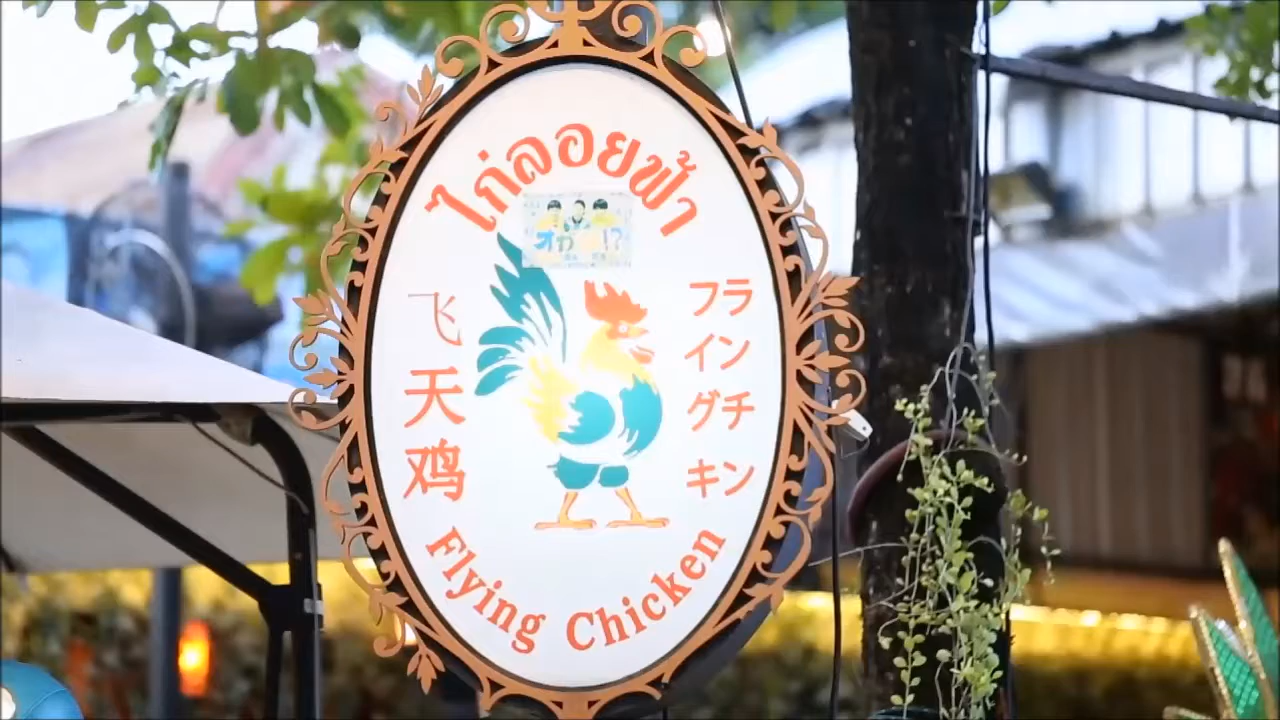 ไก่ลอยฟ้า
飞天鸡
フラ
イン
グチ
キン
Flying Chicken